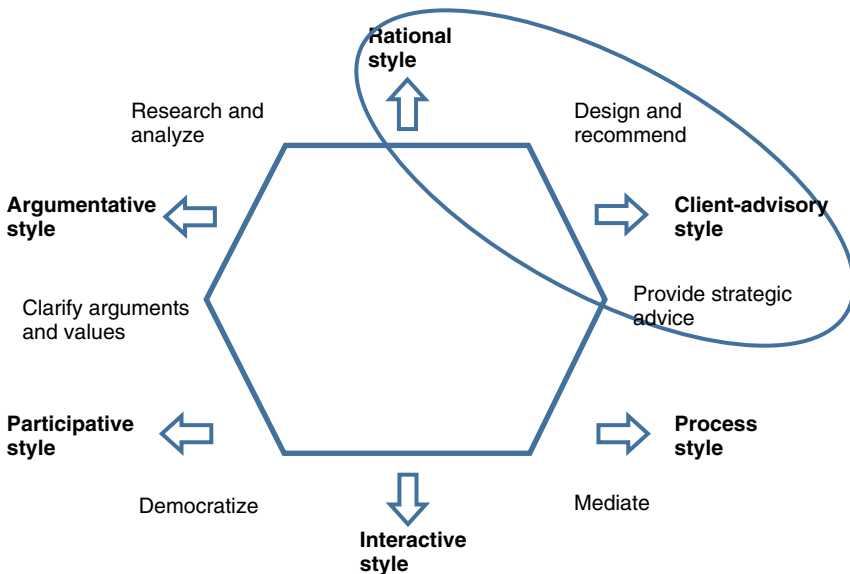 Rational
style
Research and
analyze
Design and
recommend
Argumentative
style
Client-advisory
style
Clarify arguments
and values
Provide strategic
advice
Participative
style
Process
style
Democratize
Mediate
Interactive
style